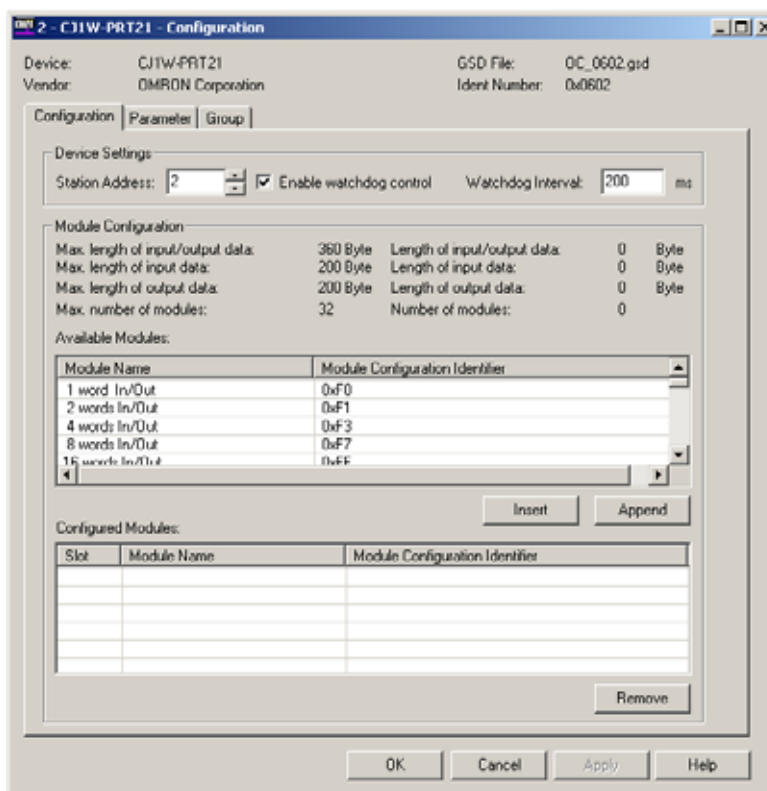 2 - CJ1W-PRT21 - Configuration
Device: CJ1W-PRT21 GSD File: OC_0602.gsd
Vendor: OMRON Corporation Ident Number: 0x0602
Configuration Parameter Group
Device Settings
Station Address: 2 Enable watchdog control Watchdog Interval: 200 ms
Module Configuration
Max. length of input/output data: 360 Byte Length of input/output data: 0 Byte
Max. length of input data: 200 Byte Length of input data: 0 Byte
Max. length of output data: 200 Byte Length of output data: 0 Byte
Max. number of modules: 32 Number of modules: 0
Available Modules:
Module Name Module Configuration Identifier
1 word In/Out 0xF0
2 words In/Out 0xF1
4 words In/Out 0xF3
8 words In/Out 0xF7
16 words In/Out 0xFF
Insert Append
Configured Modules:
Slot Module Name Module Configuration Identifier
Remove
OK Cancel Apply Help